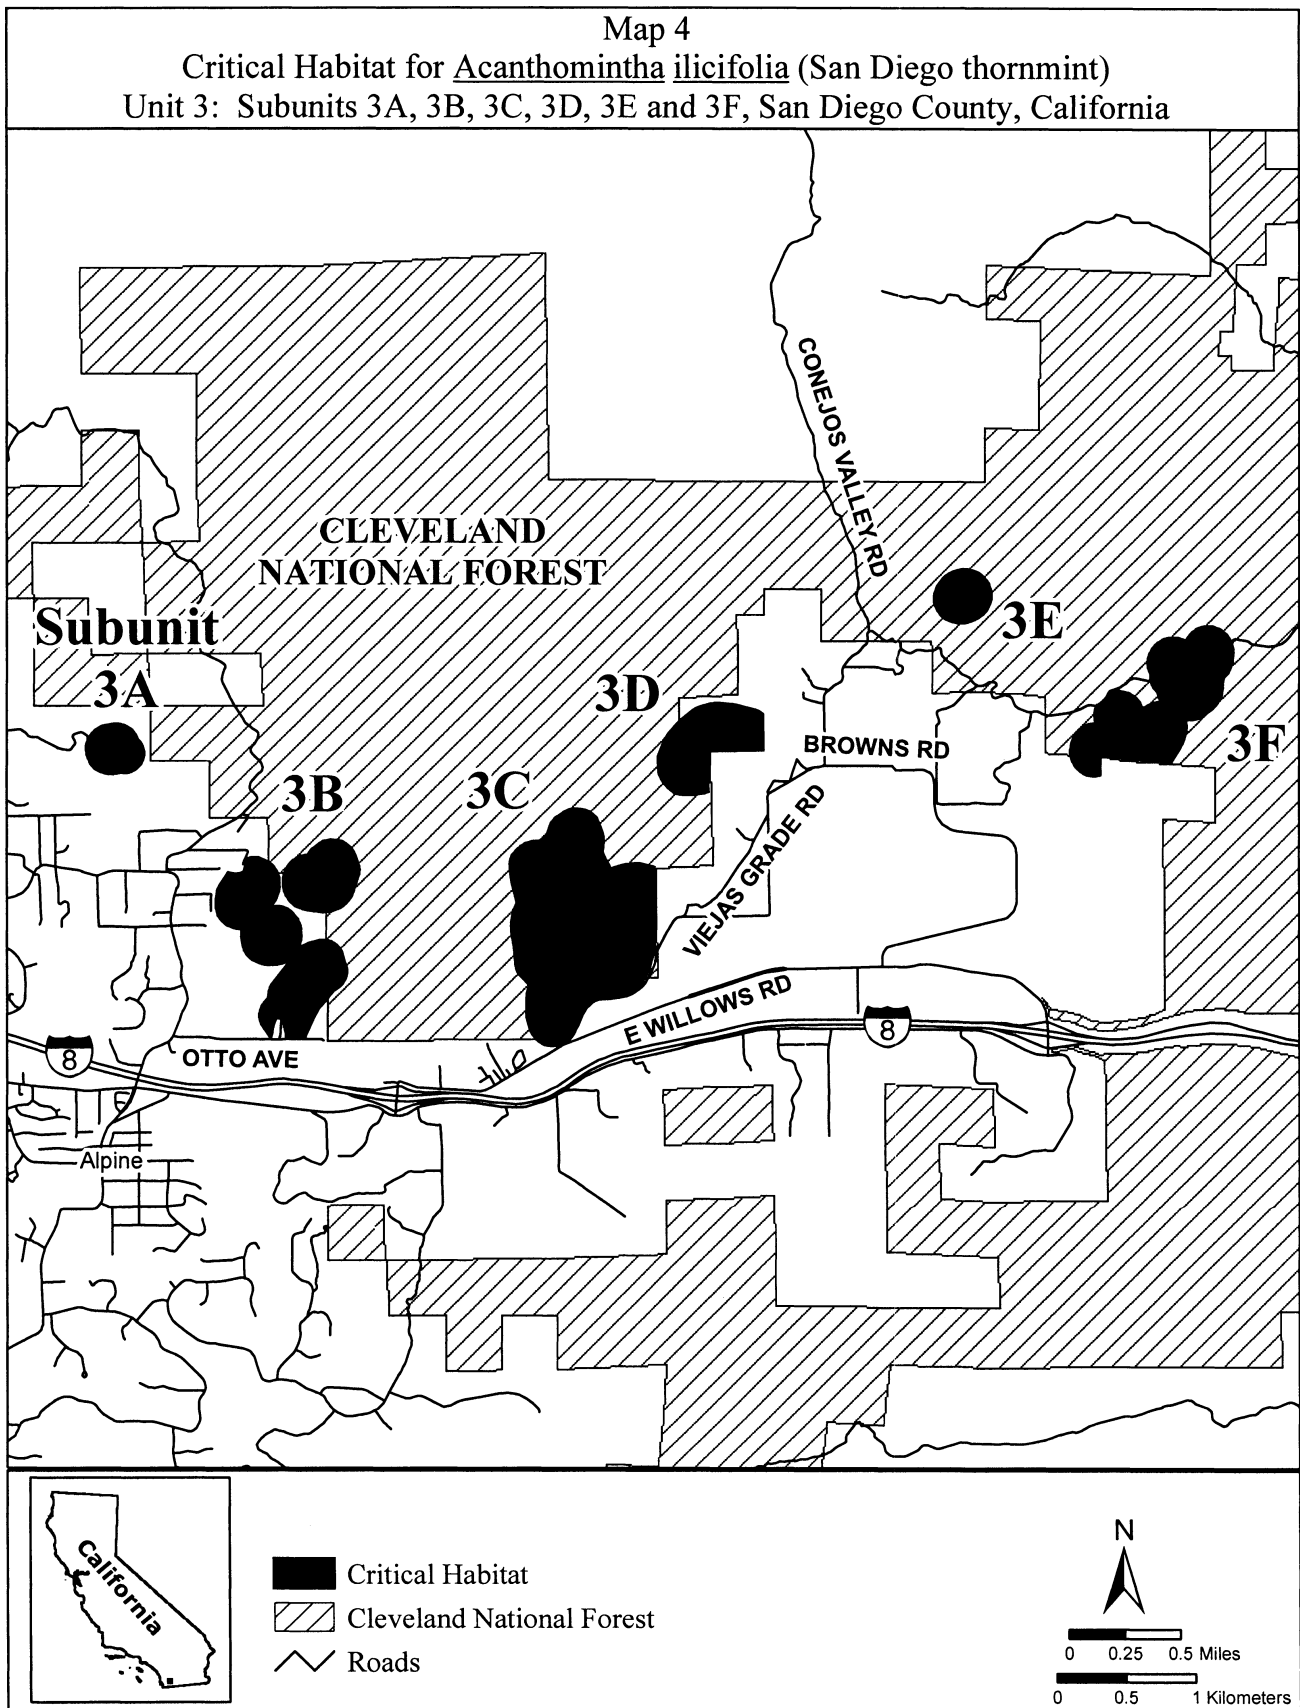 Map 4
Critical Habitat for Acanthomintha ilicifolia (San Diego thornmint)
Unit 3: Subunits 3A, 3B, 3C, 3D, 3E and 3F, San Diego County, California
CONEJOS VALLEY RD
CLEVELAND
NATIONAL FOREST
Subunit
3A
3B
3C
3D
3E
3F
BROWNS RD
VIEJAS GRADE RD
E WILLOWS RD
8
8
OTTO AVE
Alpine
California
Critical Habitat
Cleveland National Forest
Roads
N
0 0.25 0.5 Miles
0 0.5 1 Kilometers